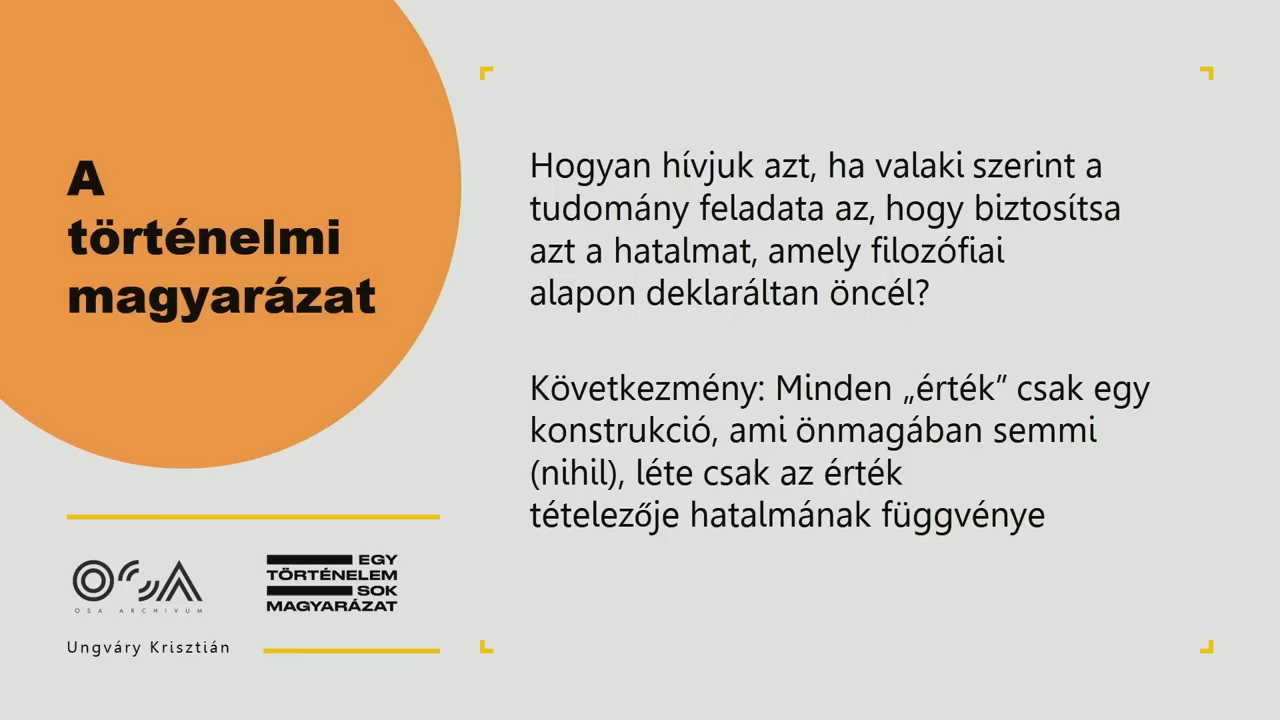 A
történelmi
magyarázat
Hogyan hívjuk azt, ha valaki szerint a
tudomány feladata az, hogy biztosítsa
azt a hatalmat, amely filozófiai
alapon deklaráltan öncél?
Következmény: Minden „érték” csak egy
konstrukció, ami önmagában semmi
(nihil), léte csak az érték
tételezője hatalmának függvénye
OSA
OSA ARCHIVUM
EGY
TÖRTÉNELEM
SOK
MAGYARÁZAT
Ungváry Krisztián